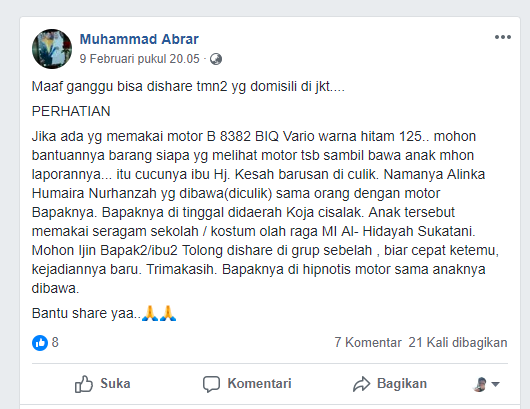 Muhammad Abrar
9 Februari pukul 20.05 ·
Maaf ganggu bisa dishare tmn2 yg domisili di jkt....
PERHATIAN
Jika ada yg memakai motor B 8382 BIQ Vario warna hitam 125.. mohon
bantuannya barang siapa yg melihat motor tsb sambil bawa anak mhon
laporannya... itu cucunya ibu Hj. Kesah barusan di culik. Namanya Alinka
Humaira Nurhanzah yg dibawa(diculik) sama orang dengan motor
Bapaknya. Bapaknya di tinggal didaerah Koja cisalak. Anak tersebut
memakai seragam sekolah / kostum olah raga MI Al- Hidayah Sukatani.
Mohon Ijin Bapak2/ibu2 Tolong dishare di grup sebelah , biar cepat ketemu,
kejadiannya baru. Trimakasih. Bapaknya di hipnotis motor sama anaknya
dibawa.
Bantu share yaa..🙏🙏
8
7 Komentar 21 Kali dibagikan
Suka Komentari Bagikan